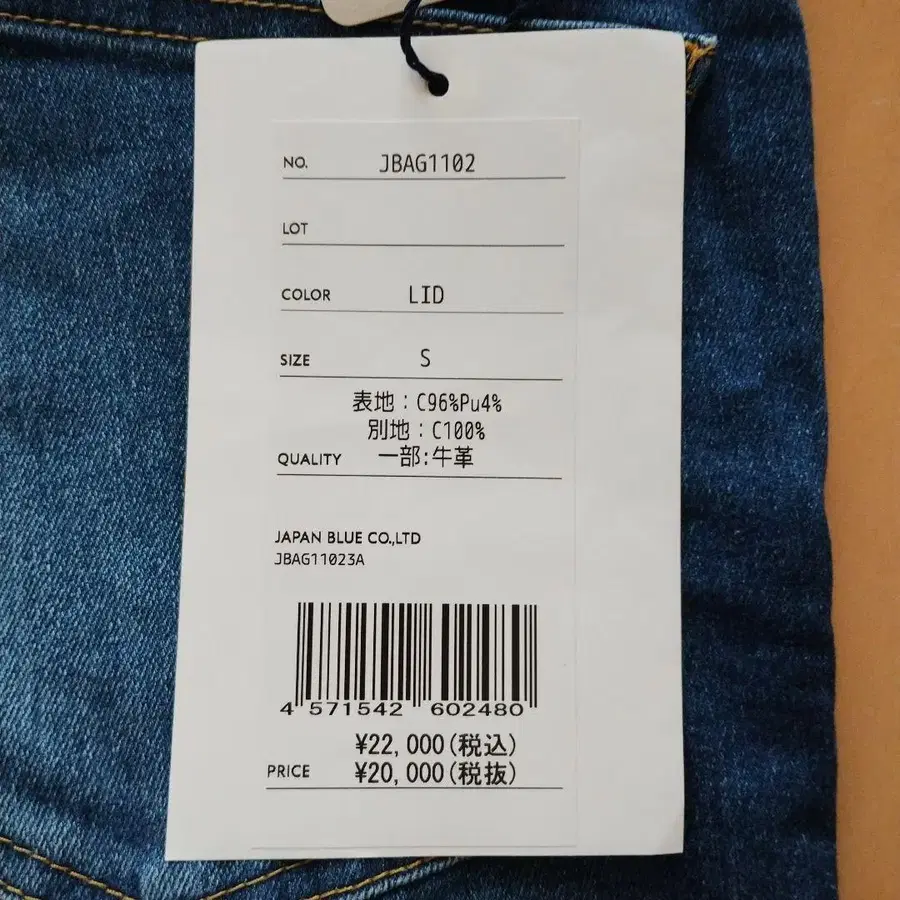 NO. JBAG1102
LOT
COLOR LID
SIZE S
表地：C96%Pu4%
別地：C100%
QUALITY 一部:牛革
JAPAN BLUE CO.,LTD
JBAG11023A
4 571542 602480
¥22,000(税込)
PRICE ¥20,000(税抜)